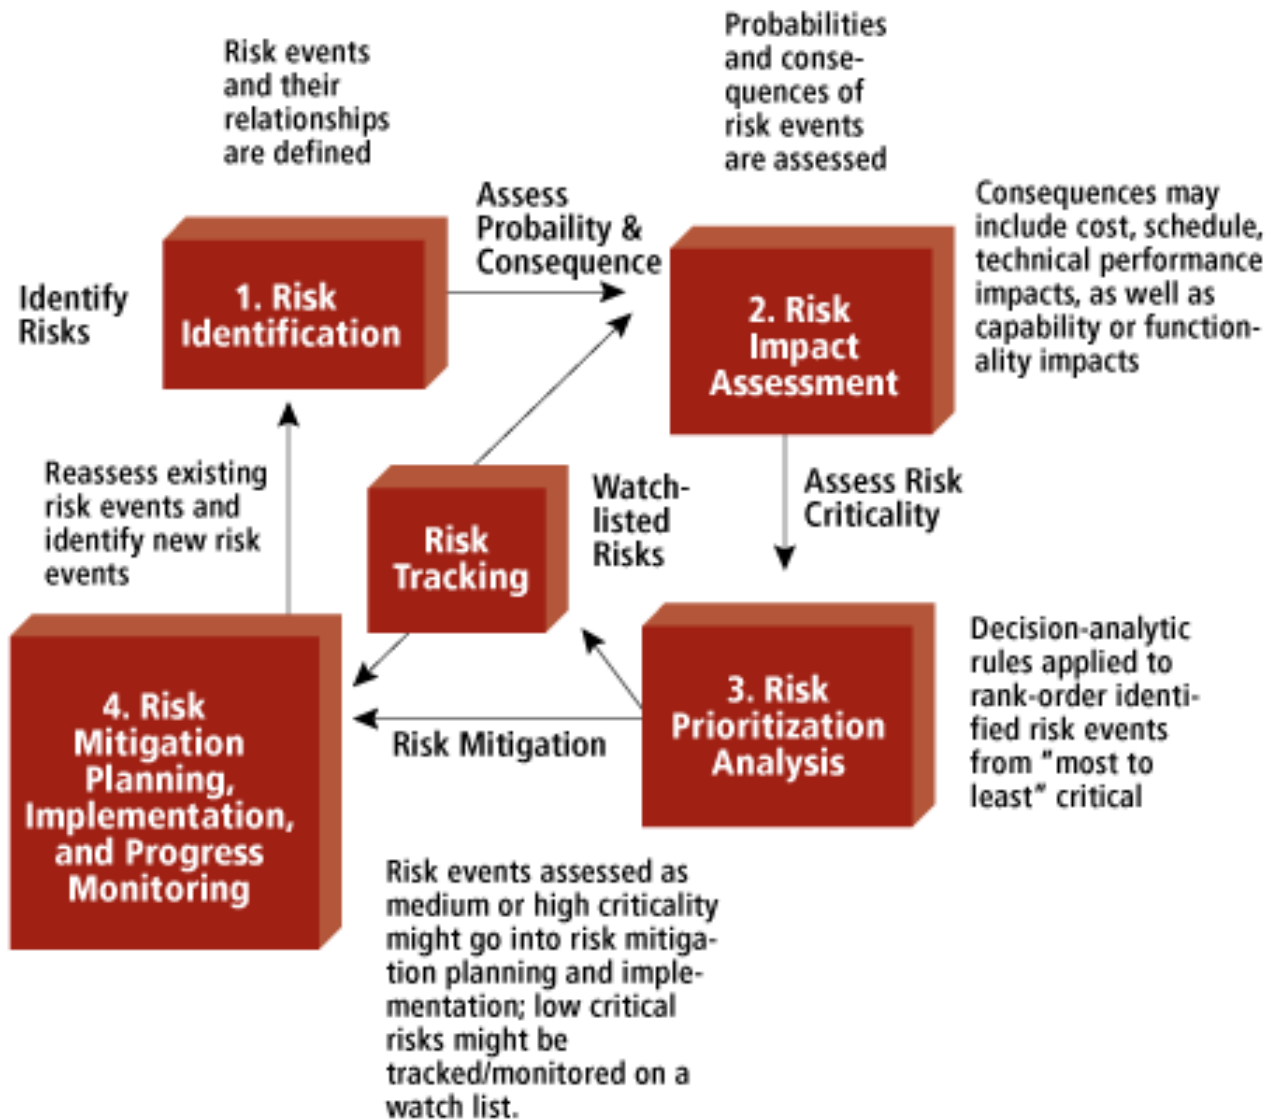 Risk events
and their
relationships
are defined
Probabilities
and conse-
quences of
risk events
are assessed
Assess
Probaility &
Consequence
Consequences may
include cost, schedule,
technical performance
impacts, as well as
capability or function-
ality impacts
Identify
Risks
1. Risk
Identification
2. Risk
Impact
Assessment
Reassess existing
risk events and
identify new risk
events
Risk
Tracking
Watch-
listed
Risks
Assess Risk
Criticality
4. Risk
Mitigation
Planning,
Implementation,
and Progress
Monitoring
Risk Mitigation
3. Risk
Prioritization
Analysis
Decision-analytic
rules applied to
rank-order identi-
fied risk events
from "most to
least" critical
Risk events assessed as
medium or high criticality
might go into risk mitiga-
tion planning and imple-
mentation; low critical
risks might be
tracked/monitored on a
watch list.